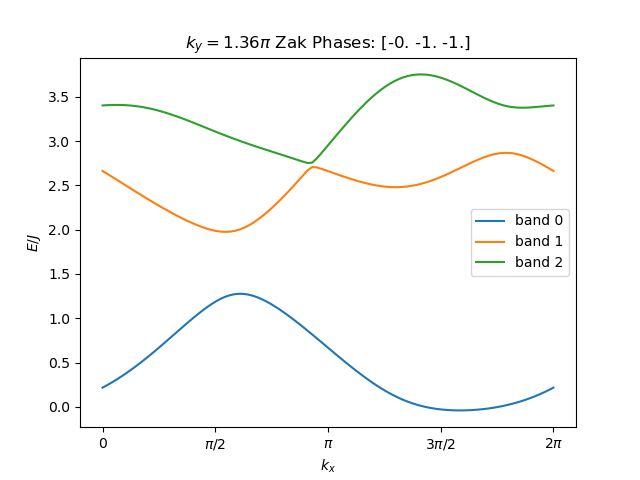 k_y = 1.36π Zak Phases: [-0. -1. -1.]
E/J
3.5
3.0
2.5
2.0
1.5
1.0
0.5
0.0
band 0
band 1
band 2
0 π/2 π 3π/2 2π
k_x